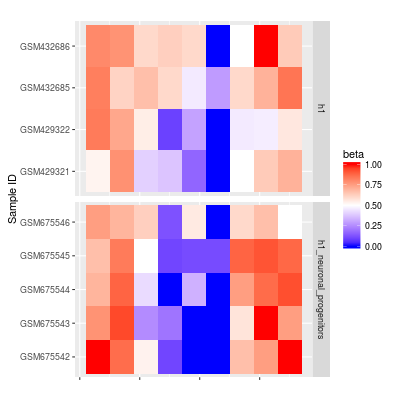 Sample ID
GSM432686
GSM432685
GSM429322
GSM429321
h1
GSM675546
GSM675545
GSM675544
GSM675543
GSM675542
h1_neuronal_progenitors
beta
1.00
0.75
0.50
0.25
0.00